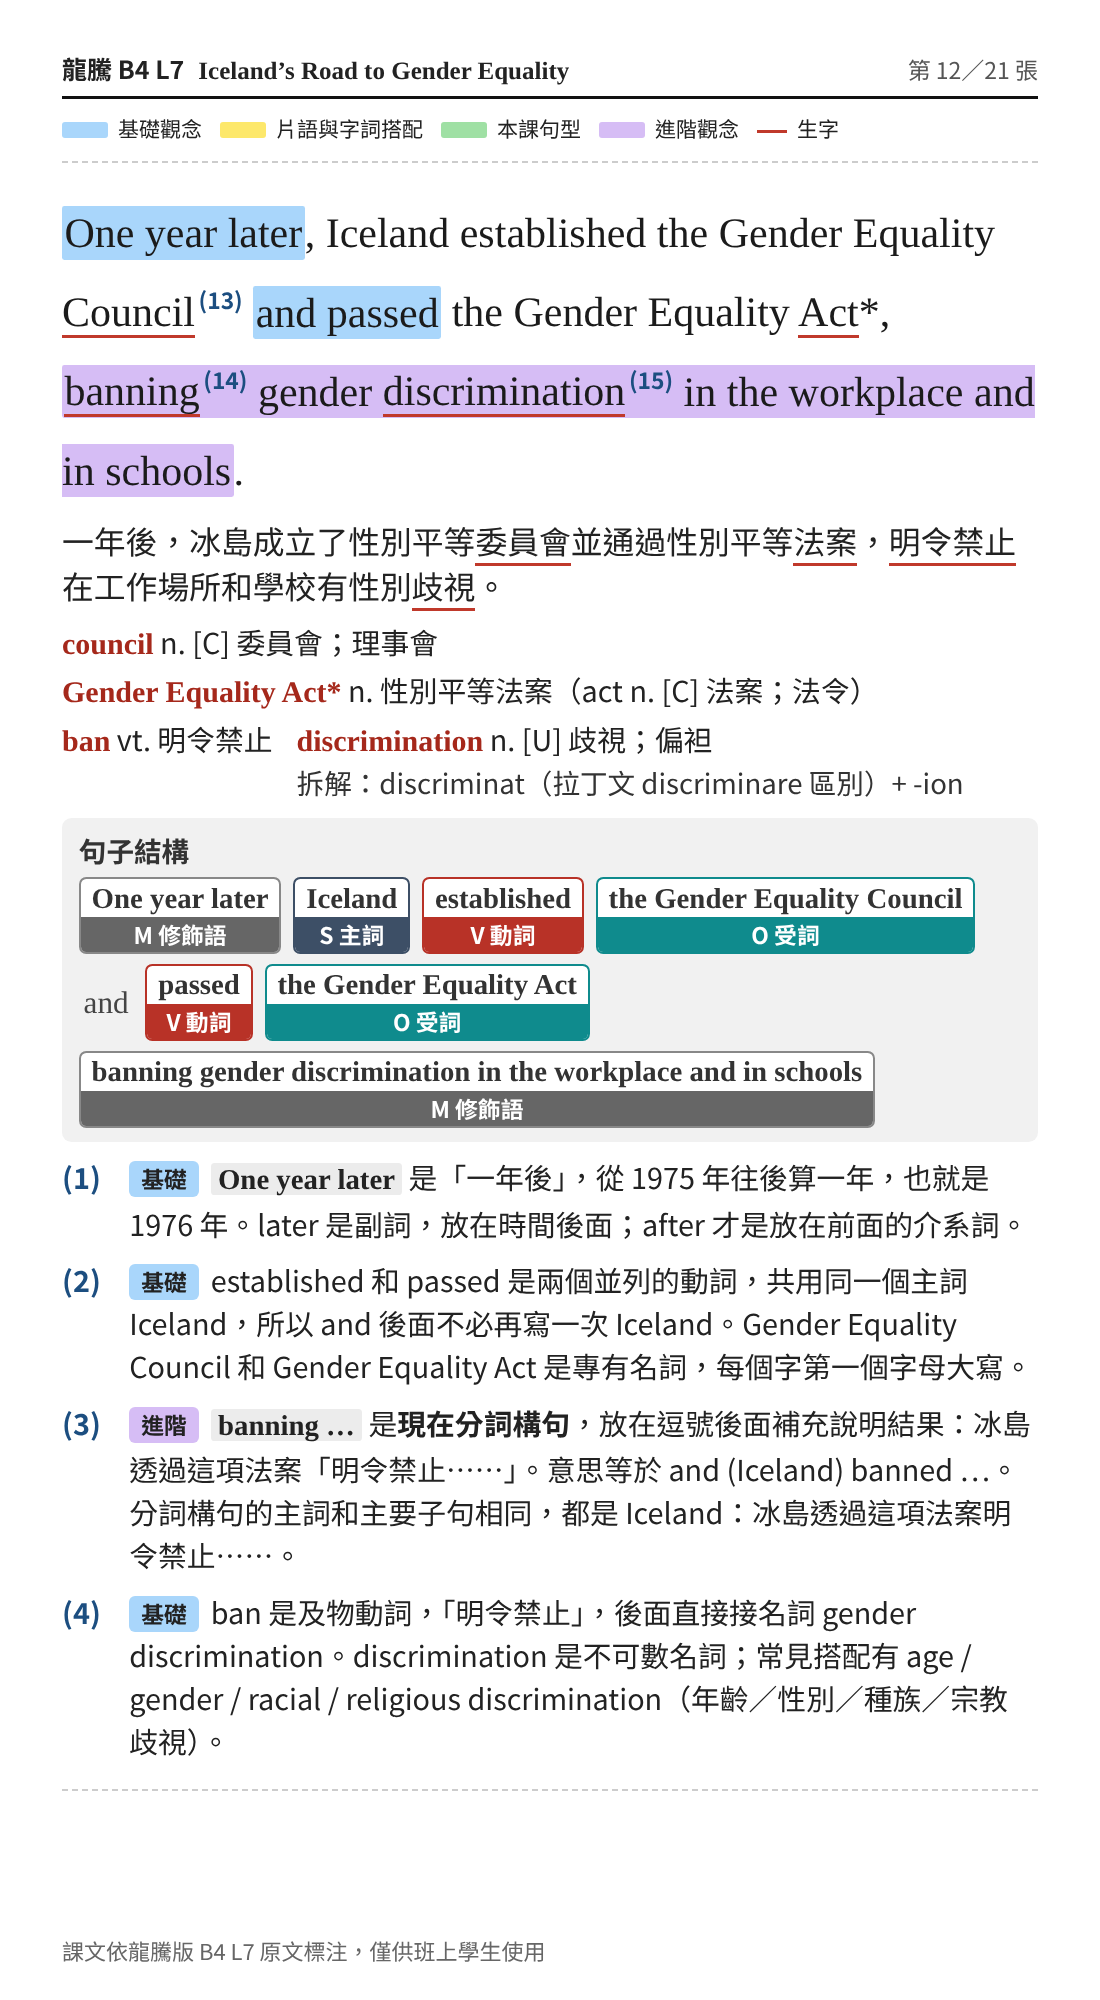 龍騰 B4 L7 Iceland’s Road to Gender Equality 第 12／21 張
基礎觀念 片語與字詞搭配 本課句型 進階觀念 生字
One year later, Iceland established the Gender Equality
Council(13) and passed the Gender Equality Act*,
banning(14) gender discrimination(15) in the workplace and
in schools.
一年後，冰島成立了性別平等委員會並通過性別平等法案，明令禁止
在工作場所和學校有性別歧視。
council n. [C] 委員會；理事會
Gender Equality Act* n. 性別平等法案（act n. [C] 法案；法令）
ban vt. 明令禁止 discrimination n. [U] 歧視；偏袒
拆解：discriminat（拉丁文 discriminare 區別）+ -ion
句子結構
One year later Iceland established the Gender Equality Council
M 修飾語 S 主詞 V 動詞 O 受詞
and passed the Gender Equality Act
V 動詞 O 受詞
banning gender discrimination in the workplace and in schools
M 修飾語
(1) 基礎 One year later 是「一年後」，從 1975 年往後算一年，也就是
1976 年。later 是副詞，放在時間後面；after 才是放在前面的介系詞。
(2) 基礎 established 和 passed 是兩個並列的動詞，共用同一個主詞
Iceland，所以 and 後面不必再寫一次 Iceland。Gender Equality
Council 和 Gender Equality Act 是專有名詞，每個字第一個字母大寫。
(3) 進階 banning … 是現在分詞構句，放在逗號後面補充說明結果：冰島
透過這項法案「明令禁止……」。意思等於 and (Iceland) banned …。
分詞構句的主詞和主要子句相同，都是 Iceland：冰島透過這項法案明
令禁止……。
(4) 基礎 ban 是及物動詞，「明令禁止」，後面直接接名詞 gender
discrimination。discrimination 是不可數名詞；常見搭配有 age /
gender / racial / religious discrimination（年齡／性別／種族／宗教
歧視）。
課文依龍騰版 B4 L7 原文標注，僅供班上學生使用